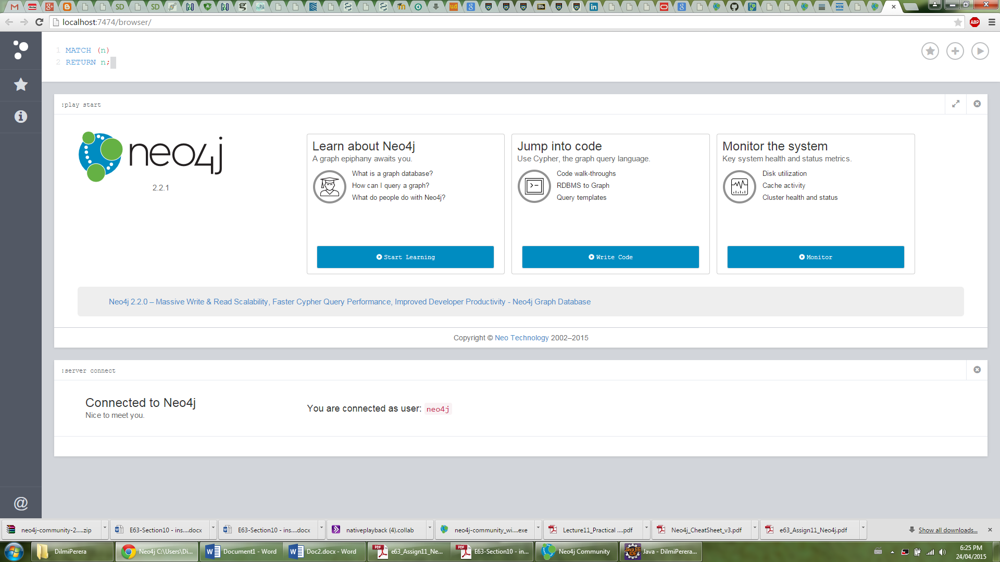 SD
SD
ud
Bb
MVN
localhost:7474/browser/
ABP
1 MATCH (n)
2 RETURN n;
:play start
neo4j
2.2.1
Learn about Neo4j
A graph epiphany awaits you.
What is a graph database?
How can I query a graph?
What do people do with Neo4j?
Start Learning
Jump into code
Use Cypher, the graph query language.
Code walk-throughs
RDBMS to Graph
Query templates
Write Code
Monitor the system
Key system health and status metrics.
Disk utilization
Cache activity
Cluster health and status
Monitor
Neo4j 2.2.0 – Massive Write & Read Scalability, Faster Cypher Query Performance, Improved Developer Productivity - Neo4j Graph Database
Copyright © Neo Technology 2002–2015
:server connect
Connected to Neo4j
Nice to meet you.
You are connected as user: neo4j
@
neo4j-community-2.....zip
E63-Section10 - ins....docx
E63-Section10 - ins....docx
nativeplayback (4).collab
neo4j-community_wi....exe
Lecture11_Practical ....pdf
Neo4j_CheatSheet_v3.pdf
e63_Assign11_Neo4j.pdf
Show all downloads...
DilmiPerera
Neo4j C:\Users\Di...
Document1 - Word
Doc2.docx - Word
e63_Assign11_Ne...
E63-Section10 - in...
Neo4j Community
Java - DilmiPerera...
6:25 PM
24/04/2015